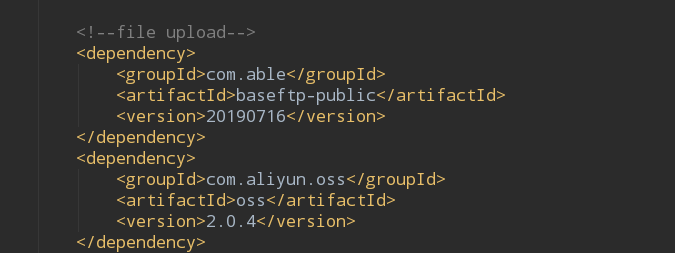 <!--file upload-->
<dependency>
<groupId>com.able</groupId>
<artifactId>baseftp-public</artifactId>
<version>20190716</version>
</dependency>
<dependency>
<groupId>com.aliyun.oss</groupId>
<artifactId>oss</artifactId>
<version>2.0.4</version>
</dependency>